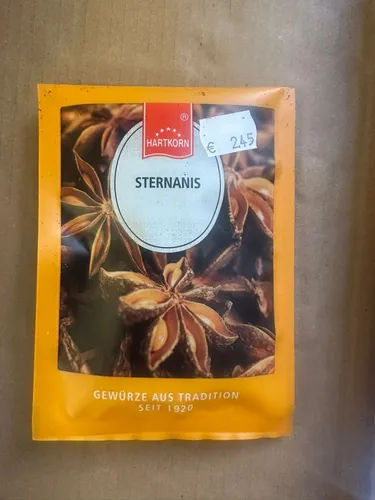 ®
HARTKORN
€ 245
STERNANIS
GEWÜRZE AUS TRADITION
SEIT 1920